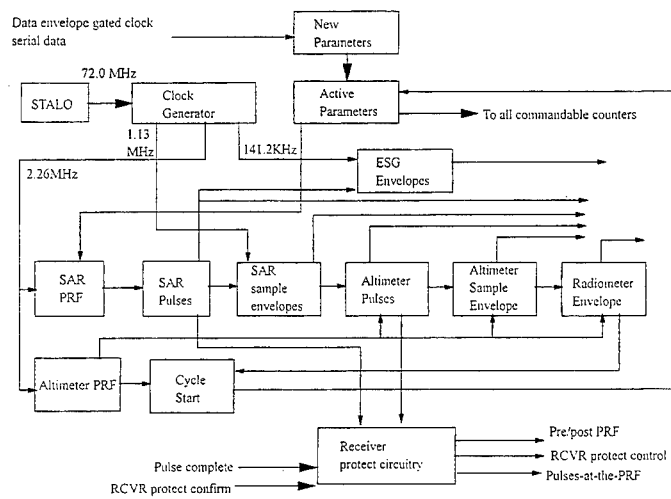 Data envelope gated clock
serial data
New
Parameters
72.0 MHz
STALO
Clock
Generator
Active
Parameters
To all commandable counters
1.13
MHz
141.2KHz
ESG
Envelopes
2.26MHz
SAR
PRF
SAR
Pulses
SAR
sample
envelopes
Altimeter
Pulses
Altimeter
Sample
Envelope
Radiometer
Envelope
Altimeter PRF
Cycle
Start
Receiver
protect circuitry
Pre/post PRF
RCVR protect control
Pulses-at-the-PRF
Pulse complete
RCVR protect confirm